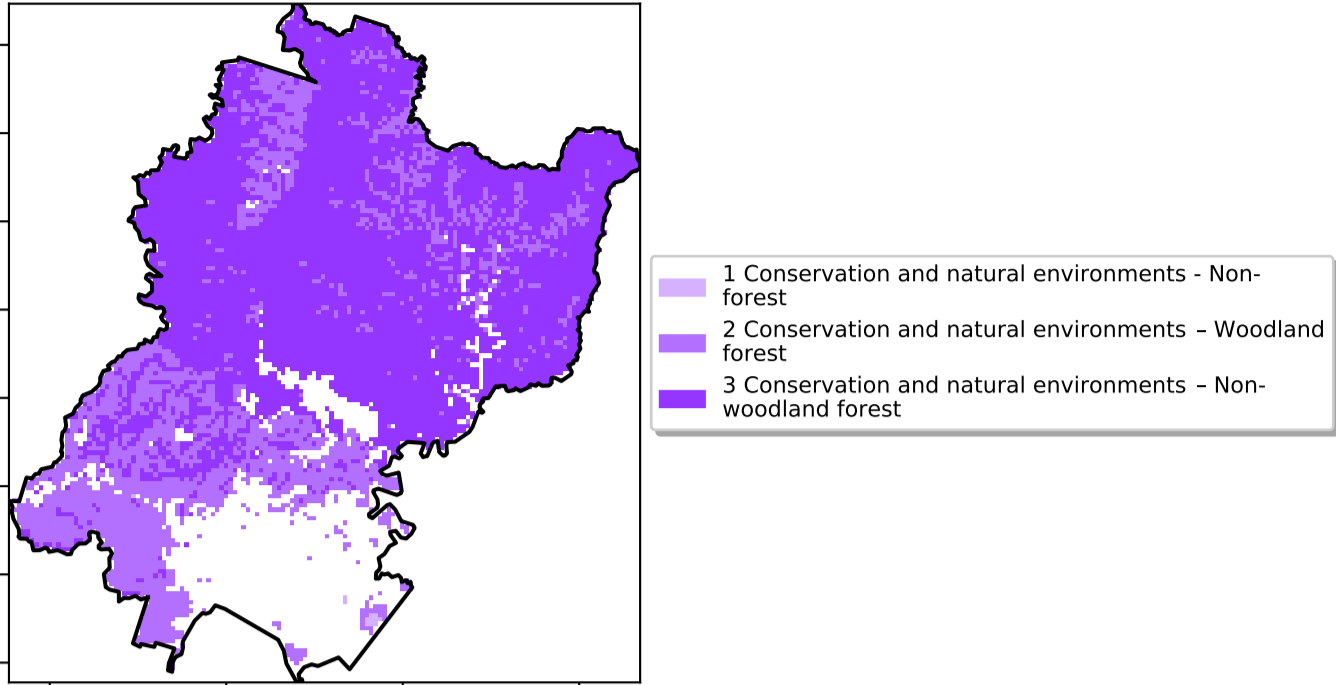 1 Conservation and natural environments - Non-
forest
2 Conservation and natural environments – Woodland
forest
3 Conservation and natural environments – Non-
woodland forest